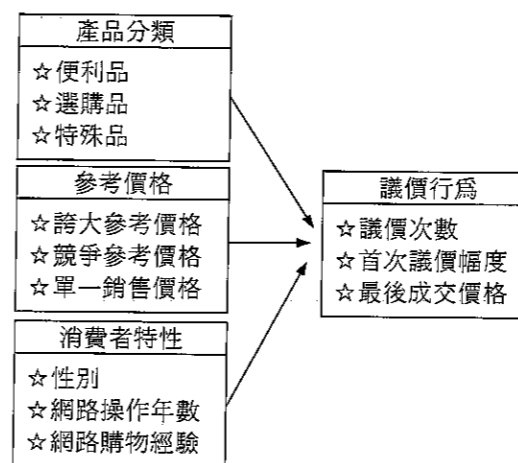 產品分類
☆便利品
☆選購品
☆特殊品
參考價格
☆誇大參考價格
☆競爭參考價格
☆單一銷售價格
消費者特性
☆性別
☆網路操作年數
☆網路購物經驗
議價行爲
☆議價次數
☆首次議價幅度
☆最後成交價格